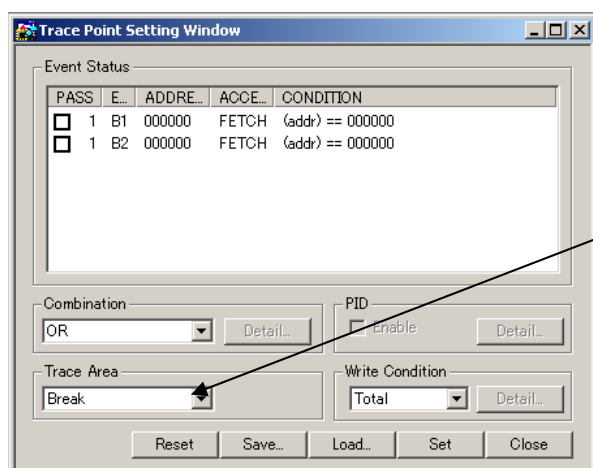 Trace Point Setting Window
Event Status
PASS E... ADDRE... ACCE... CONDITION
1 B1 000000 FETCH (addr) == 000000
1 B2 000000 FETCH (addr) == 000000
Combination
OR Detail...
PID
Enable Detail...
Trace Area
Break
Write Condition
Total Detail...
Reset Save... Load... Set Close